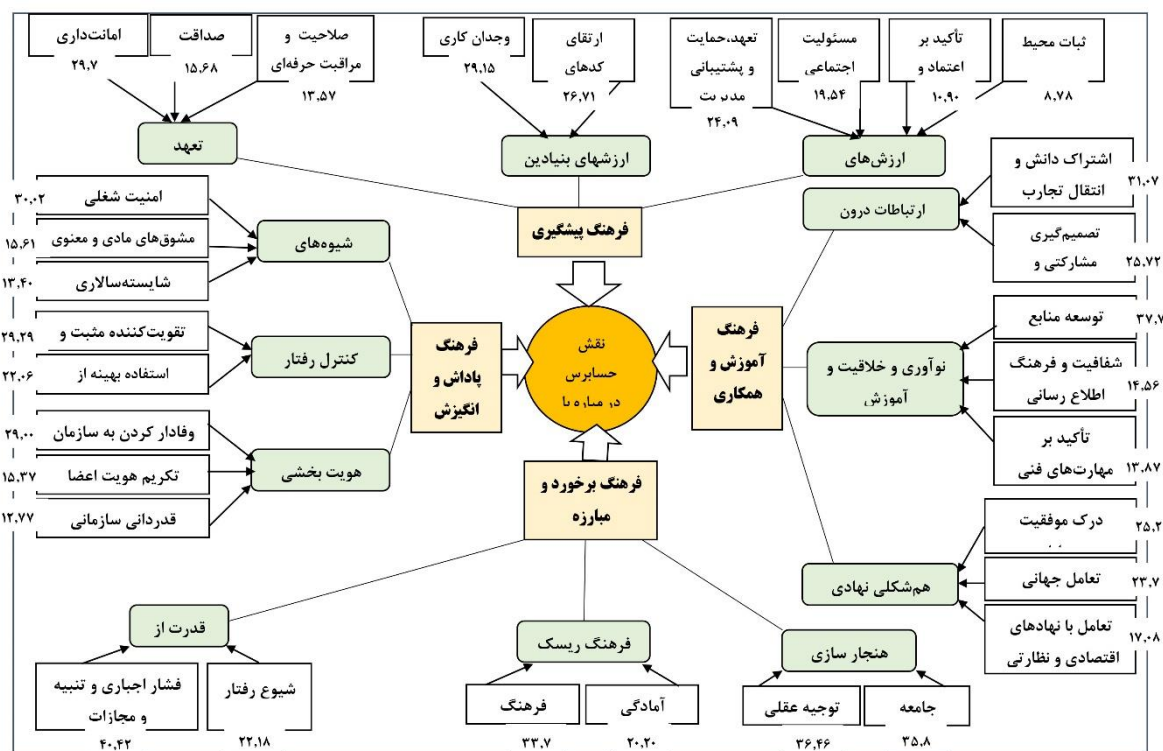 ثبات محیط
۸,۷۸
تأکید بر
اعتماد و
۱۰,۹۰
مسئولیت
اجتماعی
۱۹,۵۴
تعهد،حمایت
و پشتیبانی
مدیریت
۲۴,۰۹
ارتقای
کدهای
۲۶,۷۱
وجدان کاری
۲۹,۱۵
صلاحیت و
مراقبت حرفه‌ای
۱۳,۵۷
صداقت
۱۵,۶۸
امانت‌داری
۲۹,۷
ارزش‌های
ارزشهای بنیادین
تعهد
فرهنگ پیشگیری
اشتراک دانش و
انتقال تجارب
۳۱,۰۷
تصمیم‌گیری
مشارکتی و
۲۵,۷۲
ارتباطات درون
توسعه منابع
۳۷,۷
شفافیت و فرهنگ
اطلاع رسانی
۱۴,۵۶
تأکید بر
مهارت‌های فنی
۱۳,۸۷
نوآوری و خلاقیت و
آموزش
درک موفقیت
۲۵,۲
تعامل جهانی
۲۳,۷
تعامل با نهادهای
اقتصادی و نظارتی
۱۷,۰۸
هم‌شکلی نهادی
فرهنگ
آموزش و
همکاری
نقش
حسابرس
فرهنگ
پاداش و
انگیزش
شیوه‌های
امنیت شغلی
۳۰,۰۲
مشوق‌های مادی و معنوی
۱۵,۶۱
شایسته‌سالاری
۱۳,۴۰
کنترل رفتار
تقویت‌کننده مثبت و
۲۹,۲۹
استفاده بهینه از
۲۲,۰۶
هویت بخشی
وفادار کردن به سازمان
۲۹,۰۰
تکریم هویت اعضا
۱۵,۳۷
قدردانی سازمانی
۱۲,۷۷
فرهنگ برخورد و
مبارزه
هنجار سازی
فرهنگ ریسک
قدرت از
جامعه
۳۵,۸
توجیه عقلی
۳۶,۴۶
آمادگی
۲۰,۲۰
فرهنگ
۳۳,۷
شیوع رفتار
۲۲,۱۸
فشار اجباری و تنبیه
و مجازات
۴۰,۴۲